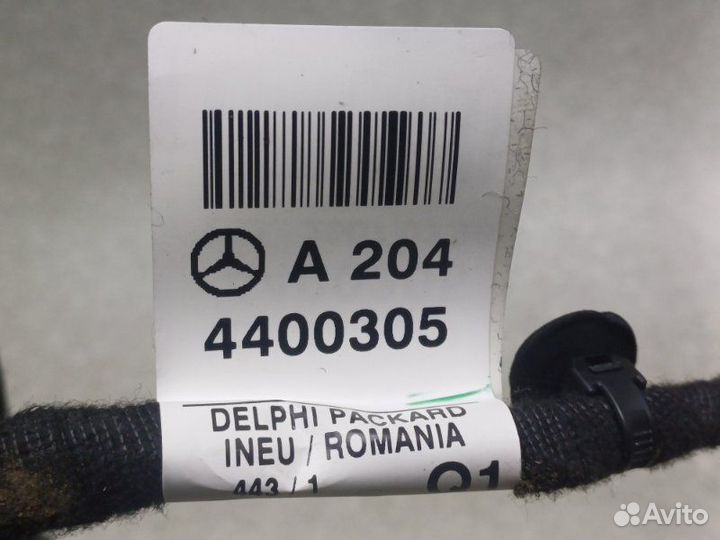 A 204
4400305
DELPHI PACKARD
INEU / ROMANIA
443 / 1 Q1
Avito